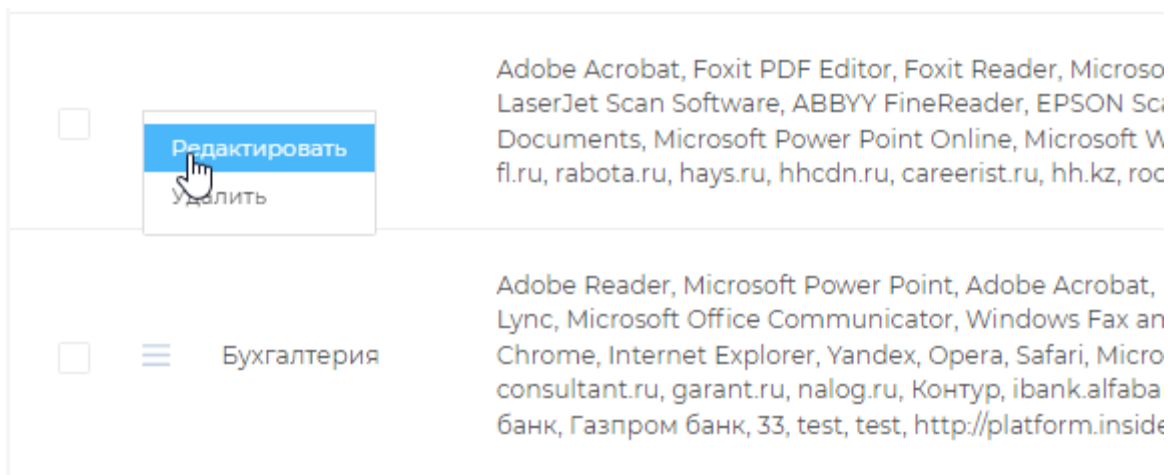 Adobe Acrobat, Foxit PDF Editor, Foxit Reader, Microso
LaserJet Scan Software, ABBYY FineReader, EPSON Sca
Редактировать
Documents, Microsoft Power Point Online, Microsoft W
fl.ru, rabota.ru, hays.ru, hhcdn.ru, careerist.ru, hh.kz, roc
Удалить
Adobe Reader, Microsoft Power Point, Adobe Acrobat,
Lync, Microsoft Office Communicator, Windows Fax an
Бухгалтерия
Chrome, Internet Explorer, Yandex, Opera, Safari, Micro
consultant.ru, garant.ru, nalog.ru, Контур, ibank.alfaba
банк, Газпром банк, 33, test, test, http://platform.inside